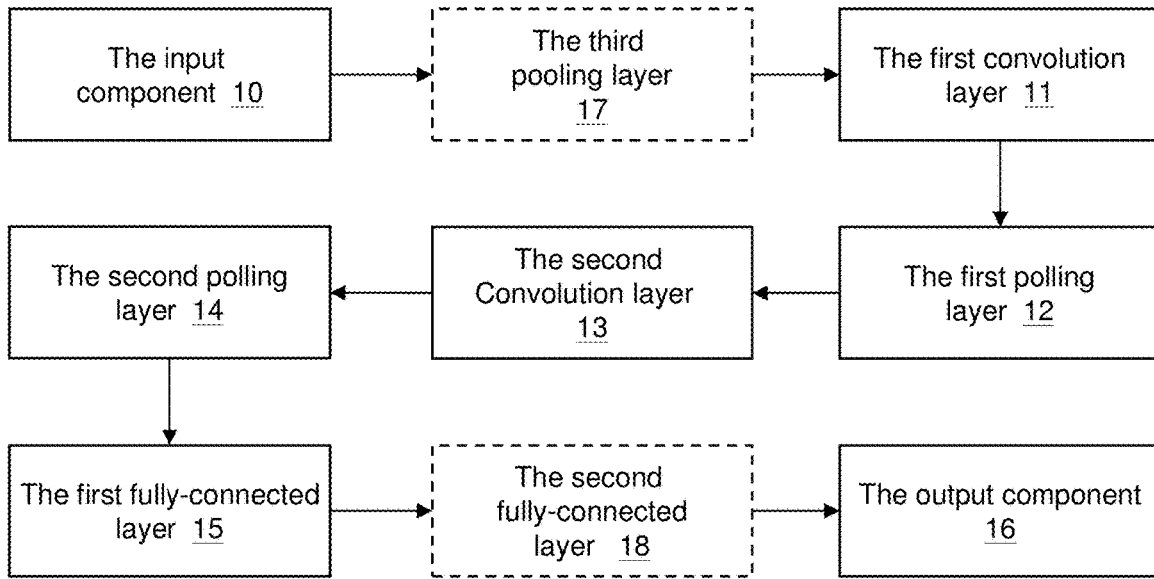 The input
component 10
The third
pooling layer
17
The first convolution
layer 11
The second polling
layer 14
The second
Convolution layer
13
The first polling
layer 12
The first fully-connected
layer 15
The second
fully-connected
layer 18
The output component
16